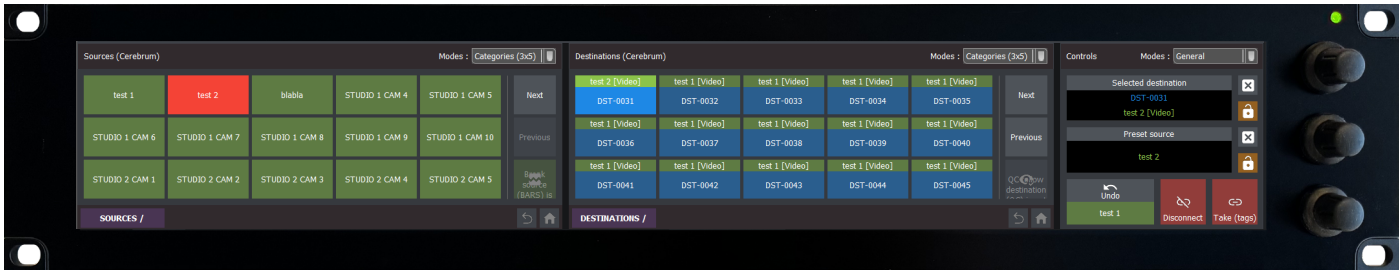 Sources (Cerebrum)
Modes : Categories (3x5)
test 1
test 2
blabla
STUDIO 1 CAM 4
STUDIO 1 CAM 5
Next
STUDIO 1 CAM 6
STUDIO 1 CAM 7
STUDIO 1 CAM 8
STUDIO 1 CAM 9
STUDIO 1 CAM 10
Previous
STUDIO 2 CAM 1
STUDIO 2 CAM 2
STUDIO 2 CAM 3
STUDIO 2 CAM 4
STUDIO 2 CAM 5
source
(BARS) is
SOURCES /
Destinations (Cerebrum)
Modes : Categories (3x5)
test 2 [Video]
DST-0031
test 1 [Video]
DST-0032
test 1 [Video]
DST-0033
test 1 [Video]
DST-0034
test 1 [Video]
DST-0035
Next
test 1 [Video]
DST-0036
test 1 [Video]
DST-0037
test 1 [Video]
DST-0038
test 1 [Video]
DST-0039
test 1 [Video]
DST-0040
Previous
test 1 [Video]
DST-0041
test 1 [Video]
DST-0042
test 1 [Video]
DST-0043
test 1 [Video]
DST-0044
test 1 [Video]
DST-0045
destination
DESTINATIONS /
Controls
Modes : General
Selected destination
DST-0031
test 2 [Video]
Preset source
test 2
Undo
test 1
Disconnect
Take (tags)